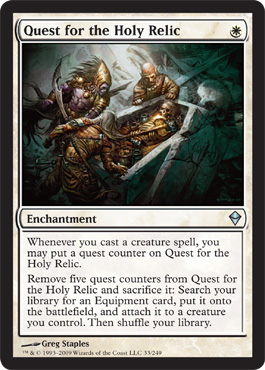 Quest for the Holy Relic
Enchantment
Whenever you cast a creature spell, you
may put a quest counter on Quest for
the Holy Relic.
Remove five quest counters from Quest for
the Holy Relic and sacrifice it: Search your
library for an Equipment card, put it onto
the battlefield, and attach it to a creature
you control. Then shuffle your library.
Greg Staples
™ & © 1993–2009 Wizards of the Coast LLC 33/249